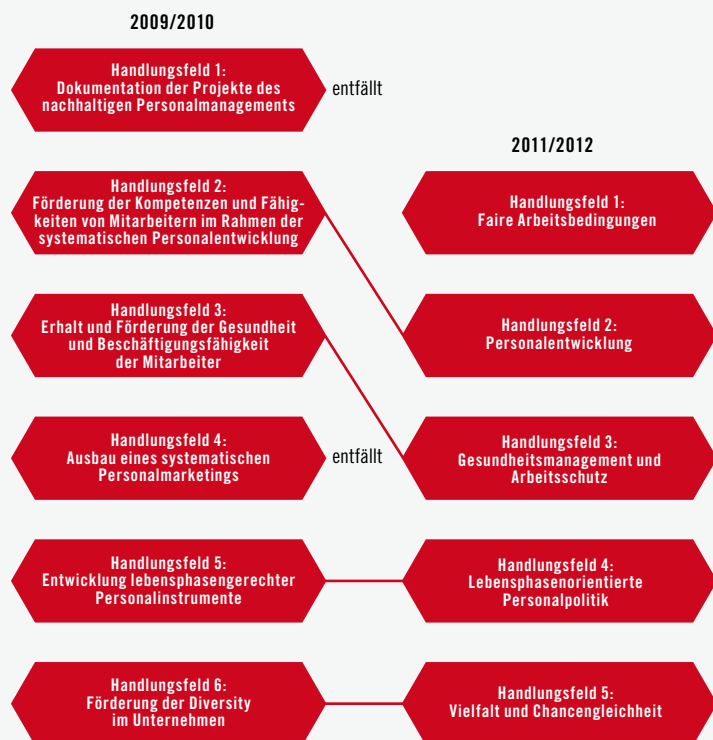 2009/2010
Handlungsfeld 1:
Dokumentation der Projekte des
nachhaltigen Personalmanagements
entfällt
Handlungsfeld 2:
Förderung der Kompetenzen und Fähig-
keiten von Mitarbeitern im Rahmen der
systematischen Personalentwicklung
Handlungsfeld 3:
Erhalt und Förderung der Gesundheit
und Beschäftigungsfähigkeit
der Mitarbeiter
Handlungsfeld 4:
Ausbau eines systematischen
Personalmarketings
entfällt
Handlungsfeld 5:
Entwicklung lebensphasengerechter
Personalinstrumente
Handlungsfeld 6:
Förderung der Diversity
im Unternehmen
2011/2012
Handlungsfeld 1:
Faire Arbeitsbedingungen
Handlungsfeld 2:
Personalentwicklung
Handlungsfeld 3:
Gesundheitsmanagement und
Arbeitsschutz
Handlungsfeld 4:
Lebensphasenorientierte
Personalpolitik
Handlungsfeld 5:
Vielfalt und Chancengleichheit